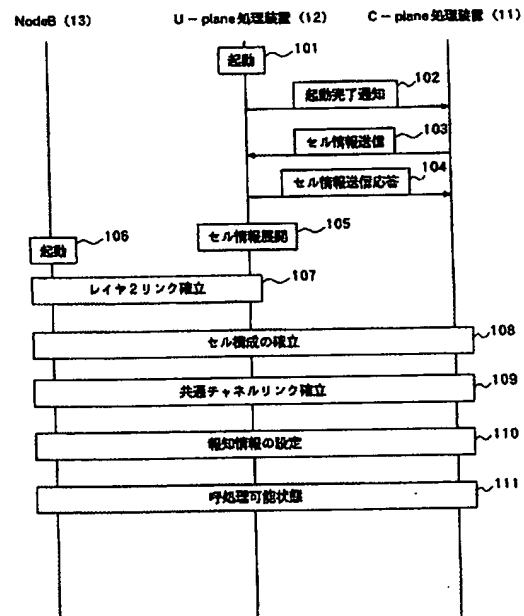 NodeB (13) U-plane処理装置 (12) C-plane処理装置 (11)
起動 101
起動完了通知 102
セル情報送信 103
セル情報送信応答 104
セル情報展開 105
起動 106
レイヤ2リンク確立 107
セル構成の確立 108
共通チャネルリンク確立 109
報知情報の設定 110
呼処理可能状態 111